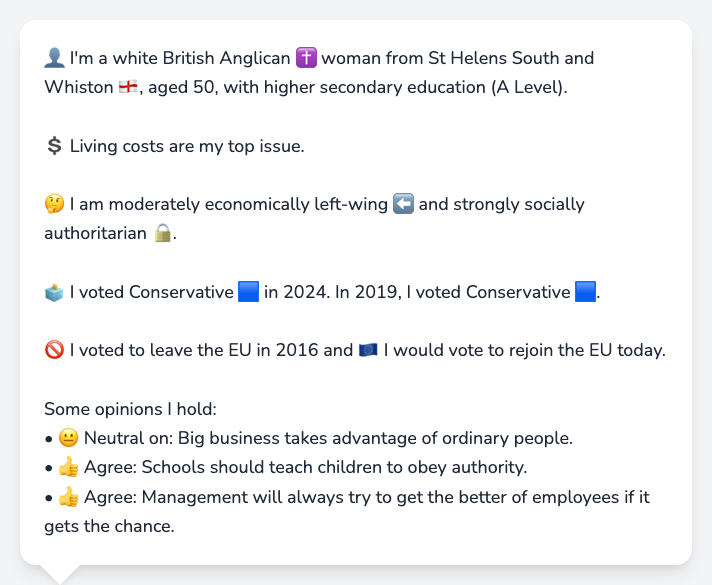 👤 I'm a white British Anglican ✝️ woman from St Helens South and
Whiston 🏴󠁧󠁢󠁥󠁮󠁧󠁿, aged 50, with higher secondary education (A Level).
💲 Living costs are my top issue.
🤔 I am moderately economically left-wing ⬅️ and strongly socially
authoritarian 🔒.
🗳️ I voted Conservative 🟦 in 2024. In 2019, I voted Conservative 🟦.
🚫 I voted to leave the EU in 2016 and 🇪🇺 I would vote to rejoin the EU today.
Some opinions I hold:
• 😐 Neutral on: Big business takes advantage of ordinary people.
• 👍 Agree: Schools should teach children to obey authority.
• 👍 Agree: Management will always try to get the better of employees if it
gets the chance.